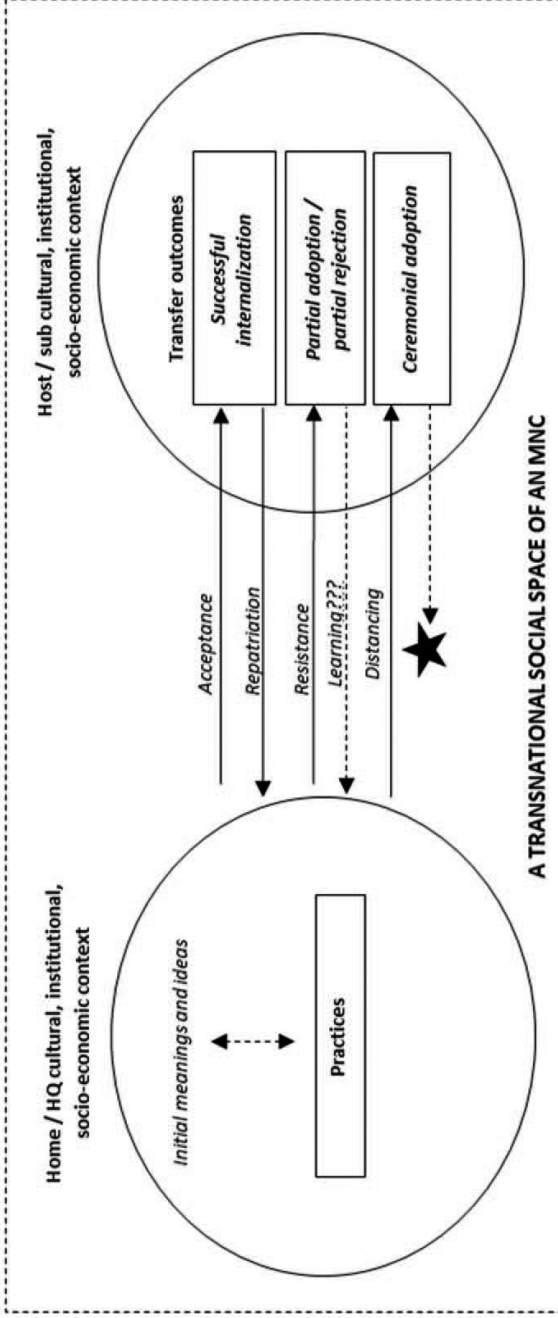 Home / HQ cultural, institutional,
socio-economic context
Initial meanings and ideas
Practices
Acceptance
Repatriation
Resistance
Learning???
Distancing
Host / sub cultural, institutional,
socio-economic context
Transfer outcomes
Successful
internalization
Partial adoption /
partial rejection
Ceremonial adoption
A TRANSNATIONAL SOCIAL SPACE OF AN MNC